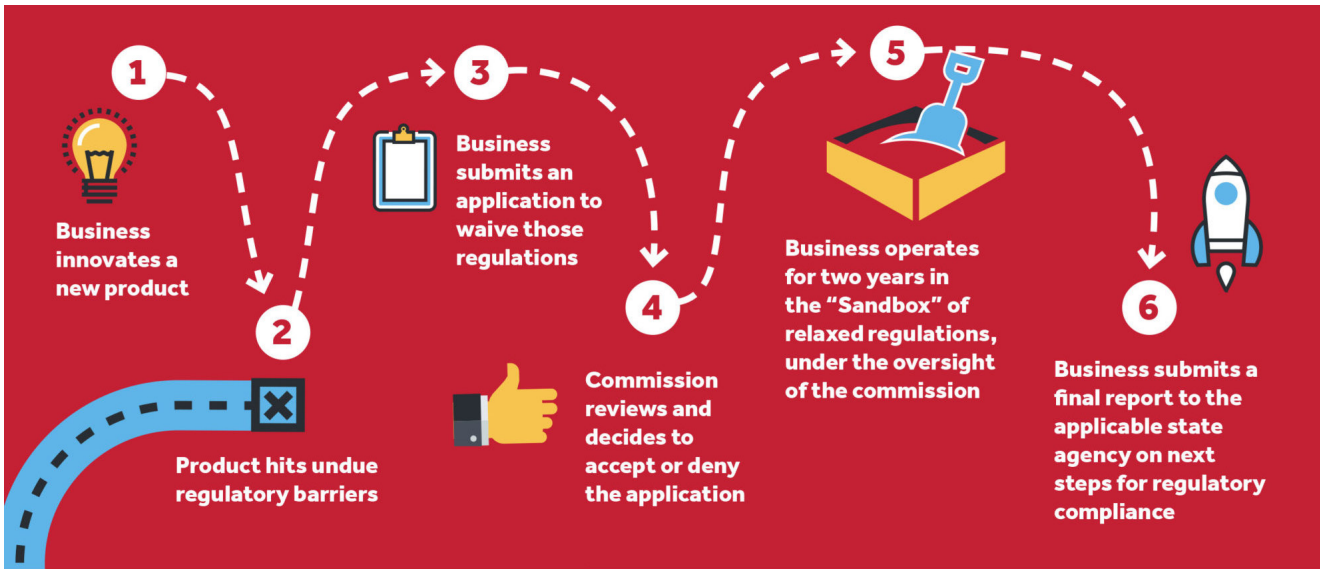 1
Business
innovates a
new product
2
Product hits undue
regulatory barriers
3
Business
submits an
application to
waive those
regulations
4
Commission
reviews and
decides to
accept or deny
the application
5
Business operates
for two years in
the “Sandbox” of
relaxed regulations,
under the oversight
of the commission
6
Business submits a
final report to the
applicable state
agency on next
steps for regulatory
compliance